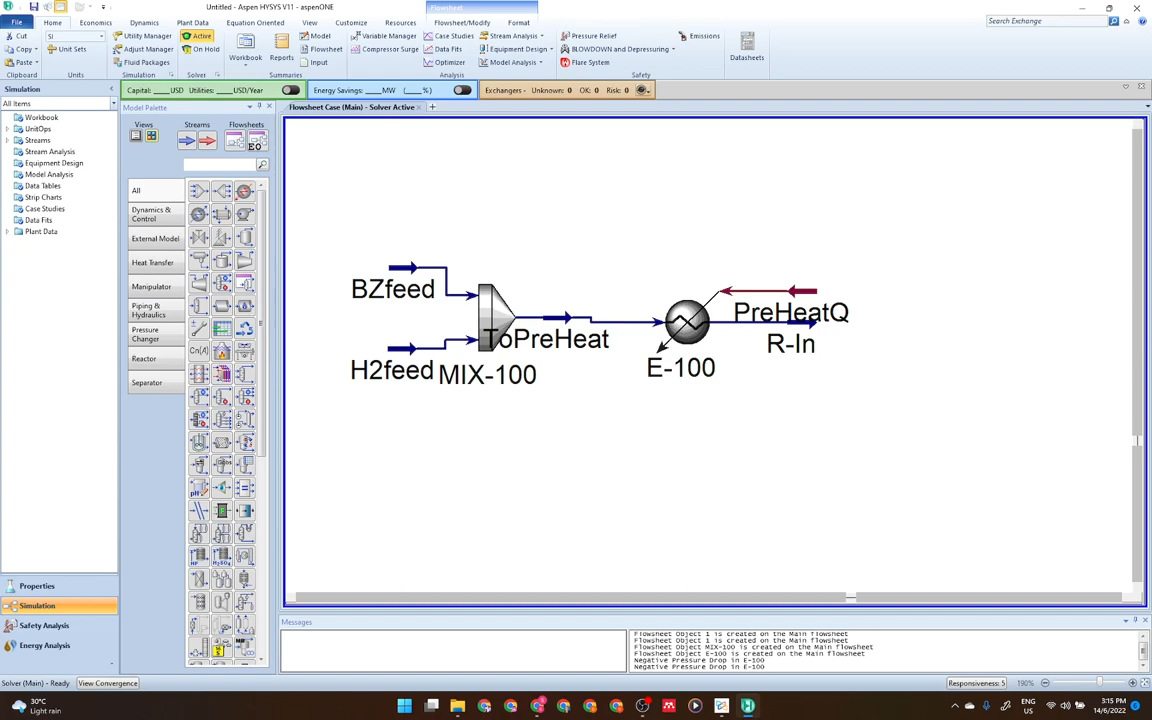 Untitled - Aspen HYSYS V11 - aspenONE
Flowsheet
File Home Economics Dynamics Plant Data Equation Oriented View Customize Resources Flowsheet/Modify Format
Search Exchange
Cut SI Utility Manager Active Model Variable Manager Case Studies Stream Analysis Pressure Relief Emissions
Copy Unit Sets Adjust Manager On Hold Flowsheet Compressor Surge Data Fits Equipment Design BLOWDOWN and Depressuring
Paste Fluid Packages Workbook Reports Input Optimizer Model Analysis Flare System Datasheets
Clipboard Units Simulation Solver Summaries Analysis Safety
Simulation
Capital: ____USD Utilities: ____USD/Year
Energy Savings: ____MW (____%)
Exchangers - Unknown: 0 OK: 0 Risk: 0
All Items
Model Palette
Flowsheet Case (Main) - Solver Active
Workbook
UnitOps
Streams
Stream Analysis
Equipment Design
Model Analysis
Data Tables
Strip Charts
Case Studies
Data Fits
Plant Data
Views Streams Flowsheets
EO
All
Dynamics & Control
External Model
Heat Transfer
Manipulator
Piping & Hydraulics
Pressure Changer
Reactor
Separator
BZfeed
H2feed
MIX-100
ToPreHeat
E-100
PreHeatQ
R-In
Properties
Simulation
Safety Analysis
Energy Analysis
Messages
Flowsheet Object 1 is created on the Main flowsheet
Flowsheet Object 1 is created on the Main flowsheet
Flowsheet Object MIX-100 is created on the Main flowsheet
Flowsheet Object E-100 is created on the Main flowsheet
Negative Pressure Drop in E-100
Negative Pressure Drop in E-100
Solver (Main) - Ready View Convergence Responsiveness: 5 190%
30°C
Light rain
ENG
US
3:15 PM
14/6/2022